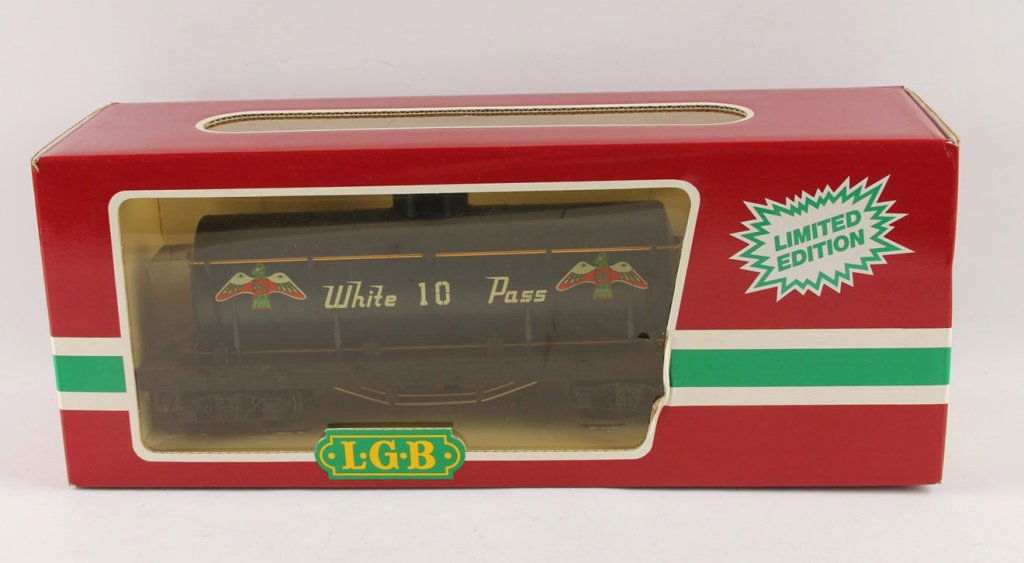 LIMITED
EDITION
White 10 Pass
L·G·B